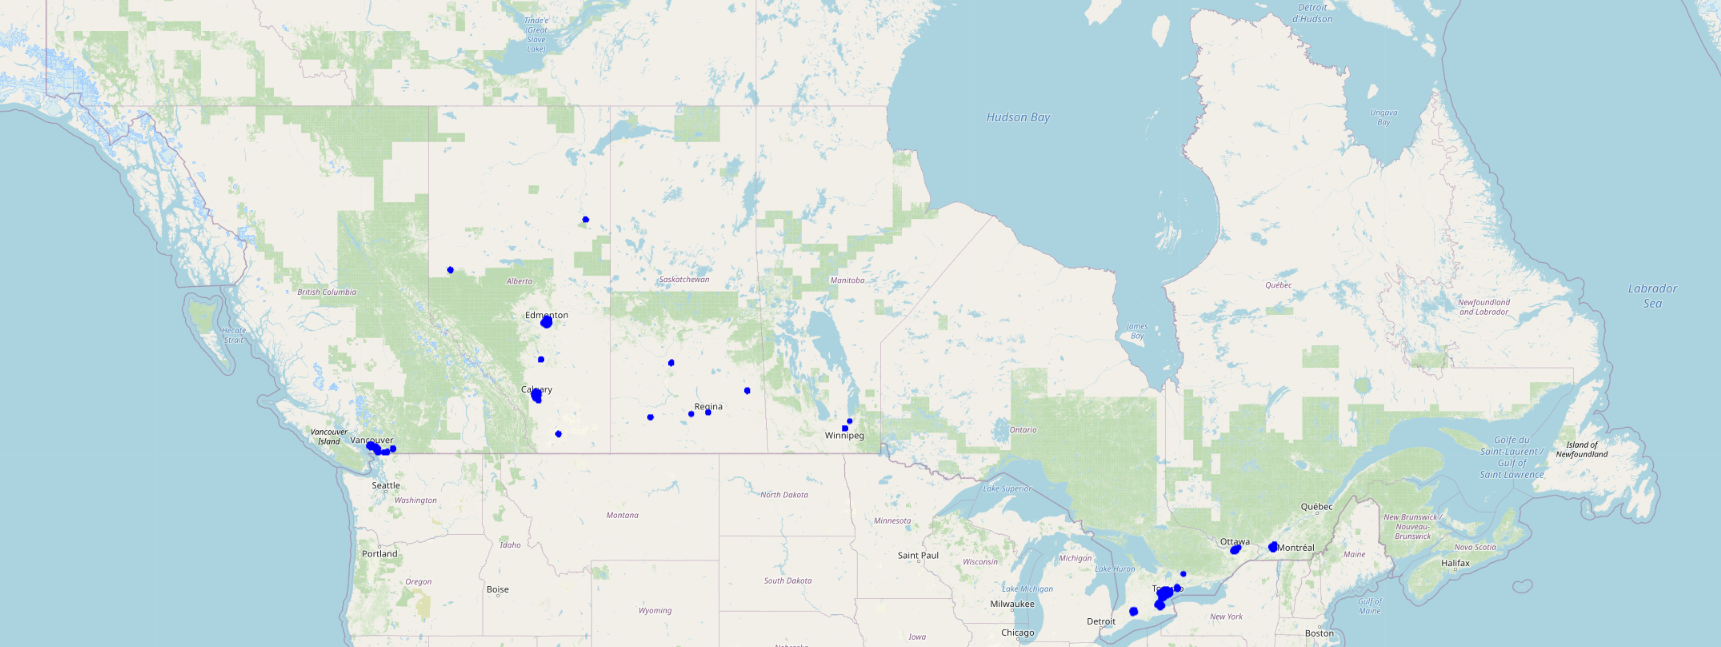 Tinde'e
(Great
Slave
Lake)
Détroit
d'Hudson
Hudson Bay
Ungava
Bay
Alberta
Saskatchewan
Manitoba
British Columbia
Québec
Labrador
Sea
Newfoundland
and Labrador
Hecate
Strait
James
Bay
Edmonton
Calgary
Regina
Winnipeg
Ontario
Vancouver
Island
Vancouver
Golfe du
Saint-Laurent /
Gulf of
Saint Lawrence
Island of
Newfoundland
Seattle
Washington
Lake Superior
North Dakota
Montana
Minnesota
Québec
New Brunswick /
Nouveau-
Brunswick
Nova Scotia
Halifax
Portland
Idaho
Saint Paul
Wisconsin
Michigan
Lake Huron
Ottawa
Montréal
Maine
Oregon
Boise
South Dakota
Lake Michigan
Toronto
Wyoming
Milwaukee
Detroit
New York
Gulf of
Maine
Chicago
Iowa
Boston
Nebraska